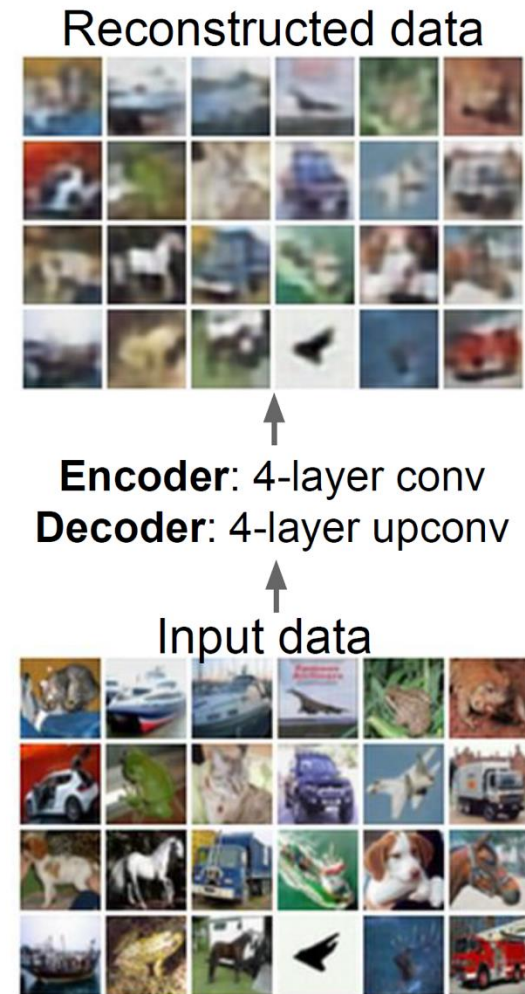 Reconstructed data
Encoder: 4-layer conv
Decoder: 4-layer upconv
Input data